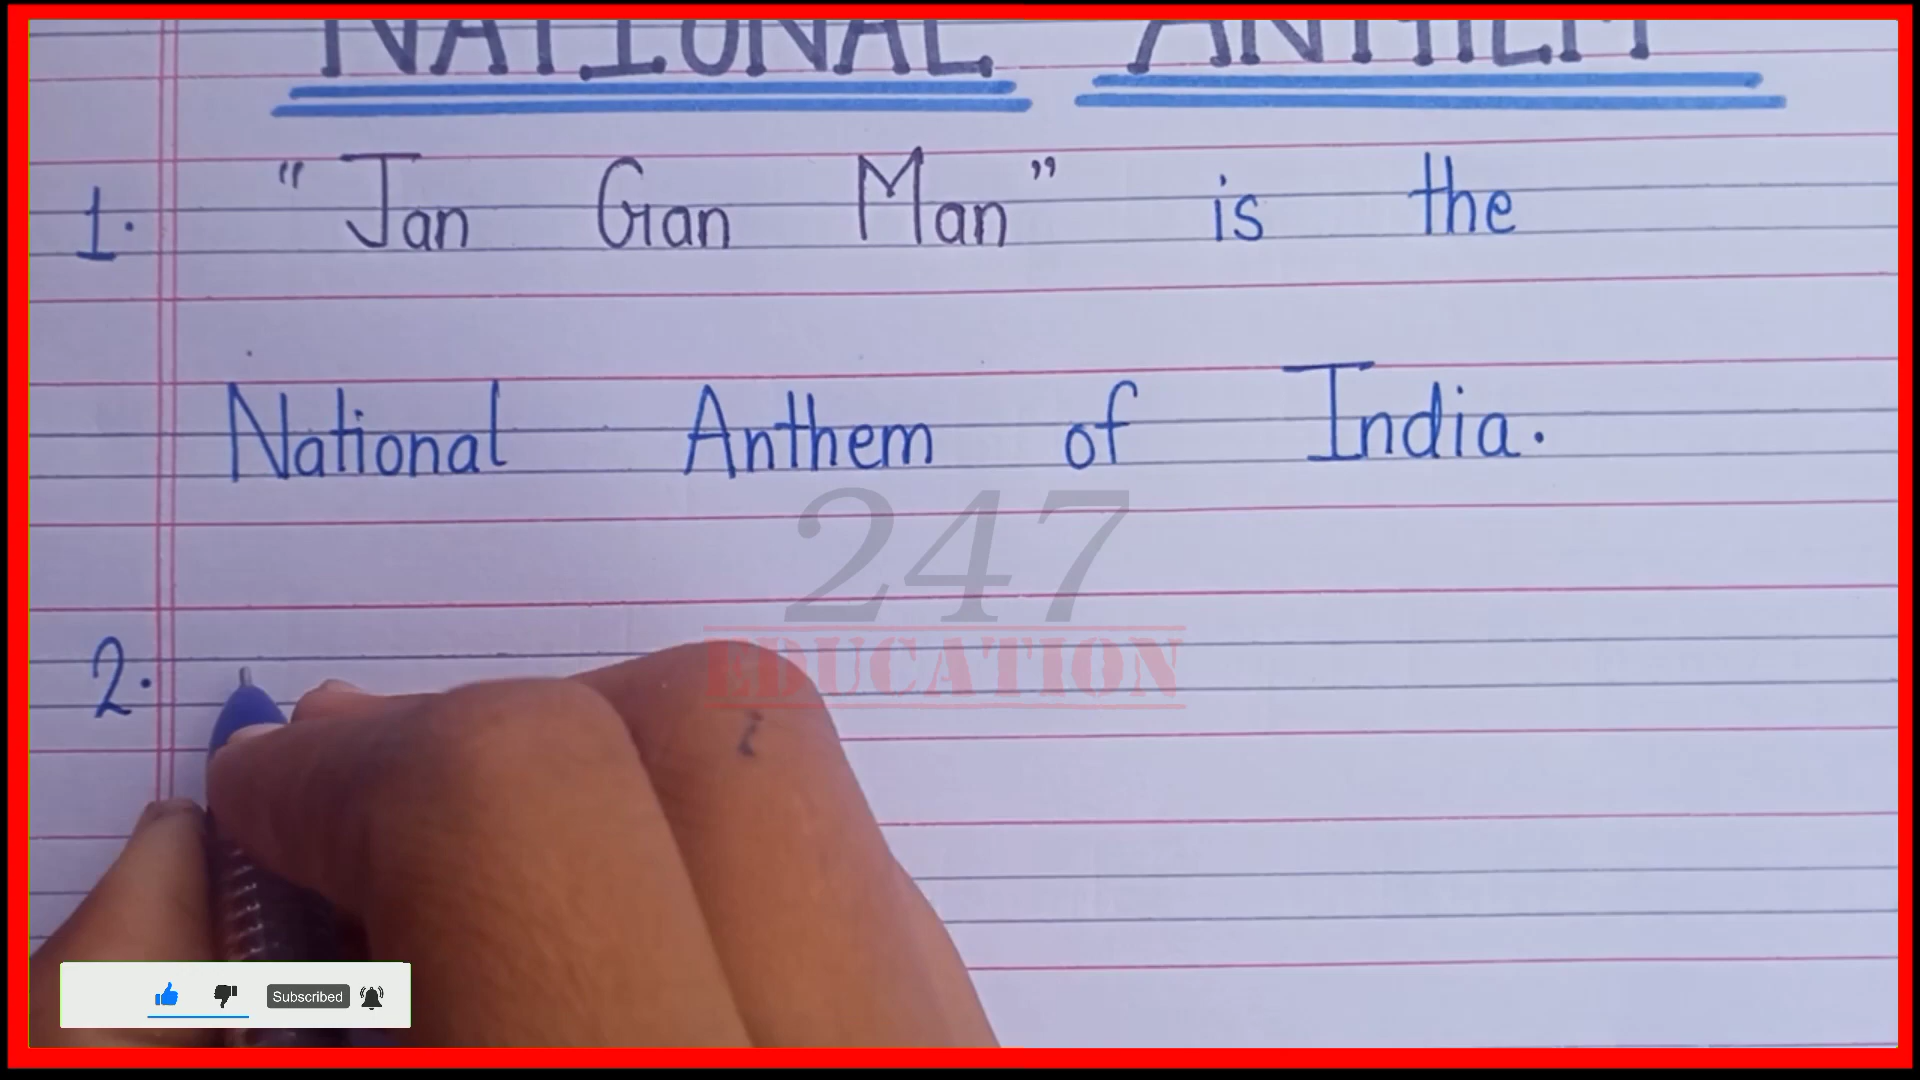 NATIONAL ANTHEM
1. "Jan Gan Man" is the
National Anthem of India.
247
EDUCATION
2.
Subscribed